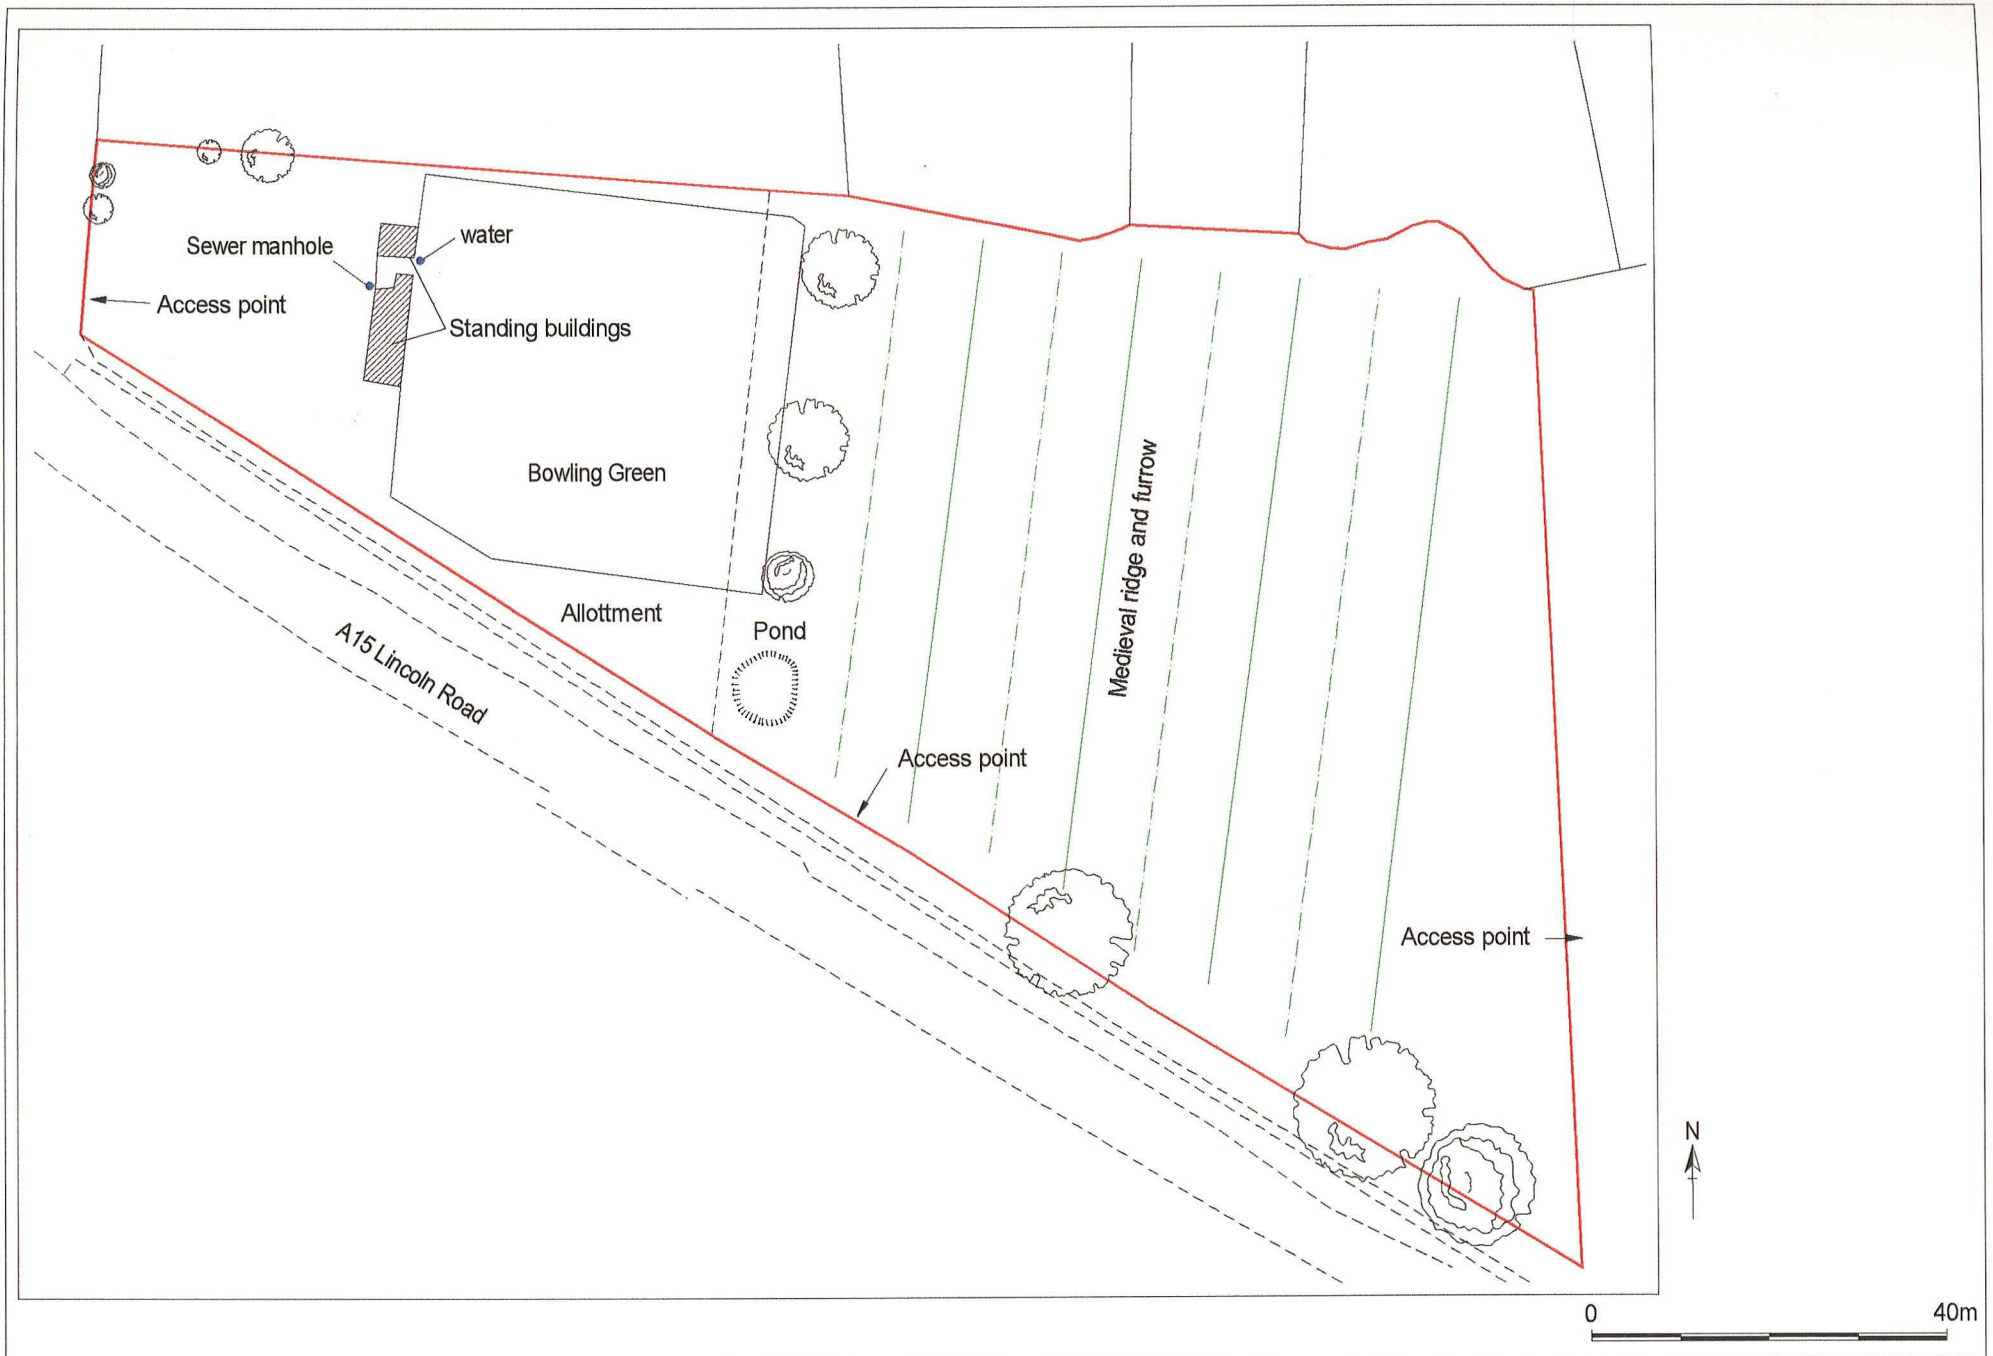 Sewer manhole
water
Access point
Standing buildings
Bowling Green
Allottment
Pond
A15 Lincoln Road
Medieval ridge and furrow
Access point
Access point
N
0
40m